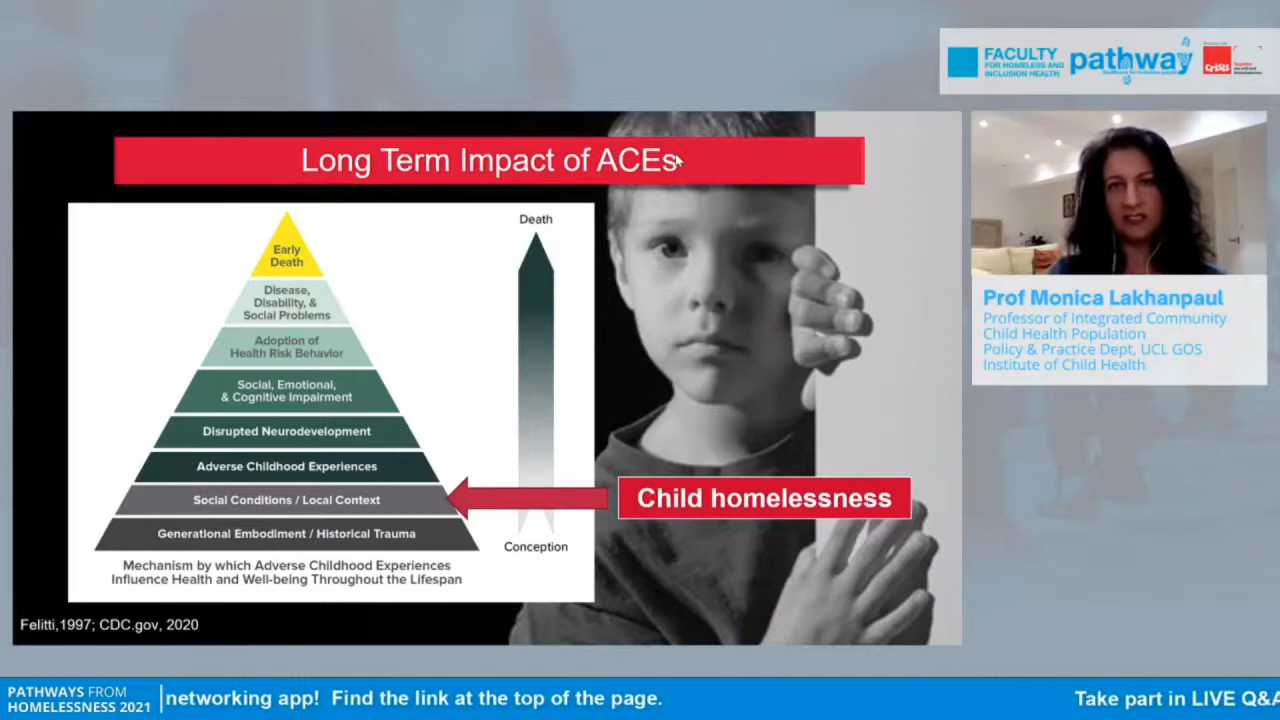 FACULTY
FOR HOMELESS AND
INCLUSION HEALTH
pathway
Crisis
Long Term Impact of ACEs
Early
Death
Disease,
Disability, &
Social Problems
Adoption of
Health Risk Behavior
Social, Emotional,
& Cognitive Impairment
Disrupted Neurodevelopment
Adverse Childhood Experiences
Social Conditions / Local Context
Generational Embodiment / Historical Trauma
Mechanism by which Adverse Childhood Experiences
Influence Health and Well-being Throughout the Lifespan
Death
Conception
Child homelessness
Felitti,1997; CDC.gov, 2020
Prof Monica Lakhanpaul
Professor of Integrated Community
Child Health Population
Policy & Practice Dept, UCL GOS
Institute of Child Health
PATHWAYS FROM
HOMELESSNESS 2021
networking app! Find the link at the top of the page.
Take part in LIVE Q&A